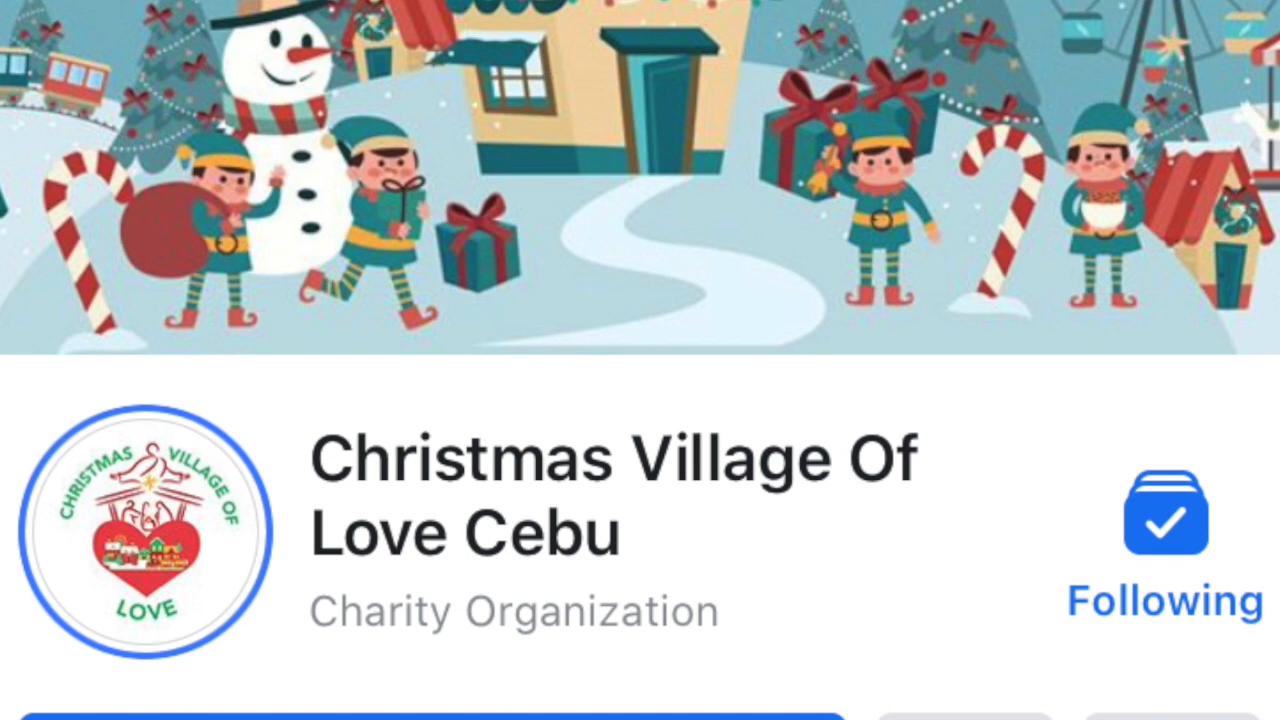 CHRISTMAS VILLAGE OF
LOVE
Christmas Village Of
Love Cebu
Charity Organization
Following